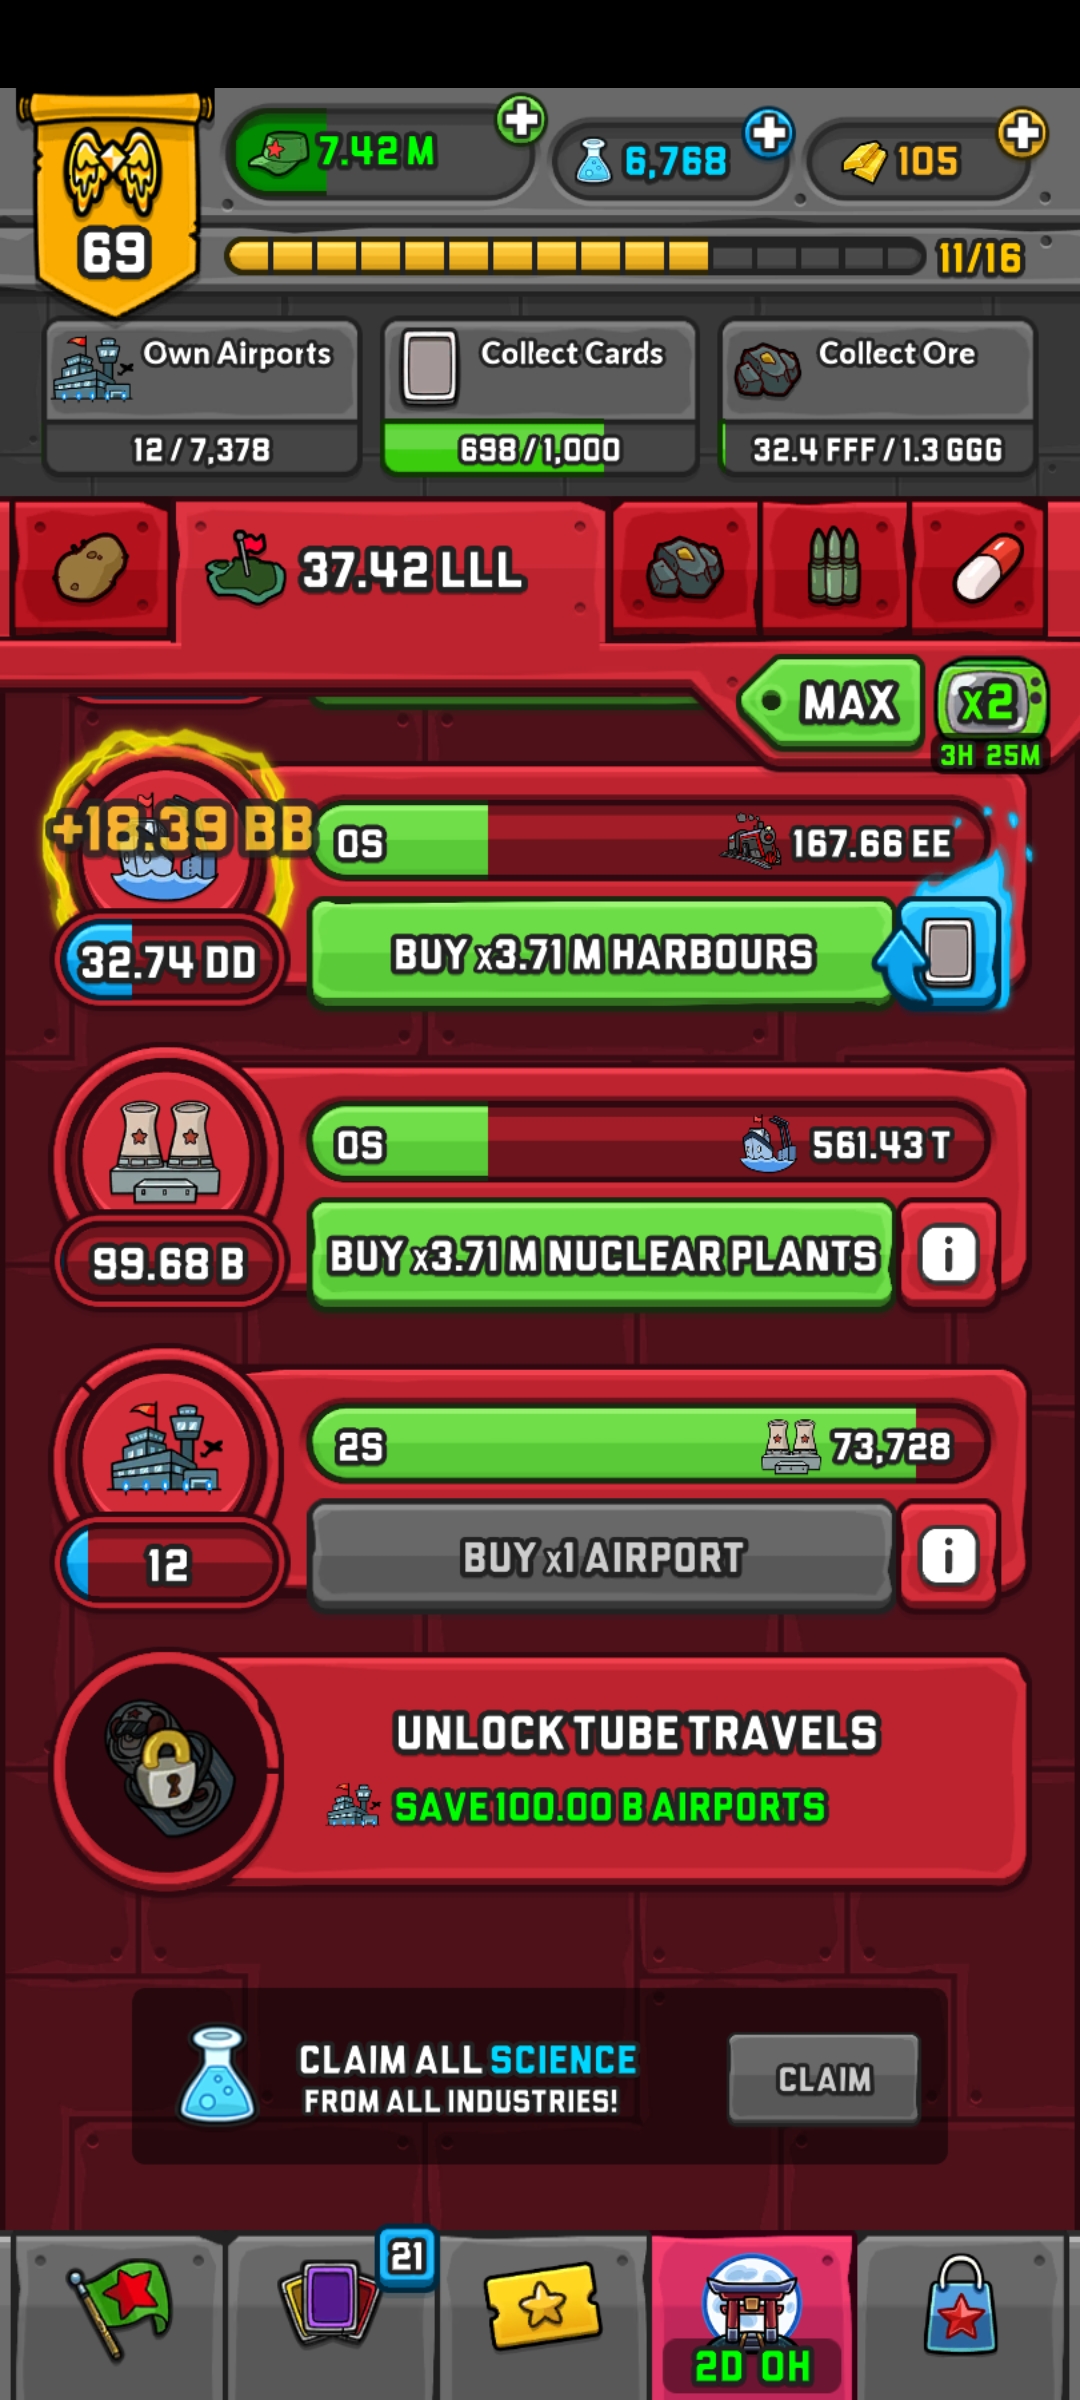 7.42 M
6,768
105
69
11/16
Own Airports
12 / 7,378
Collect Cards
698 / 1,000
Collect Ore
32.4 FFF / 1.3 GGG
37.42 LLL
MAX
x2
3H 25M
+18.39 BB
0S
167.66 EE
32.74 DD
BUY x3.71 M HARBOURS
0S
561.43 T
99.68 B
BUY x3.71 M NUCLEAR PLANTS
i
2S
73,728
12
BUY x1 AIRPORT
i
UNLOCK TUBE TRAVELS
SAVE 100.00 B AIRPORTS
CLAIM ALL SCIENCE
FROM ALL INDUSTRIES!
CLAIM
21
2D 0H